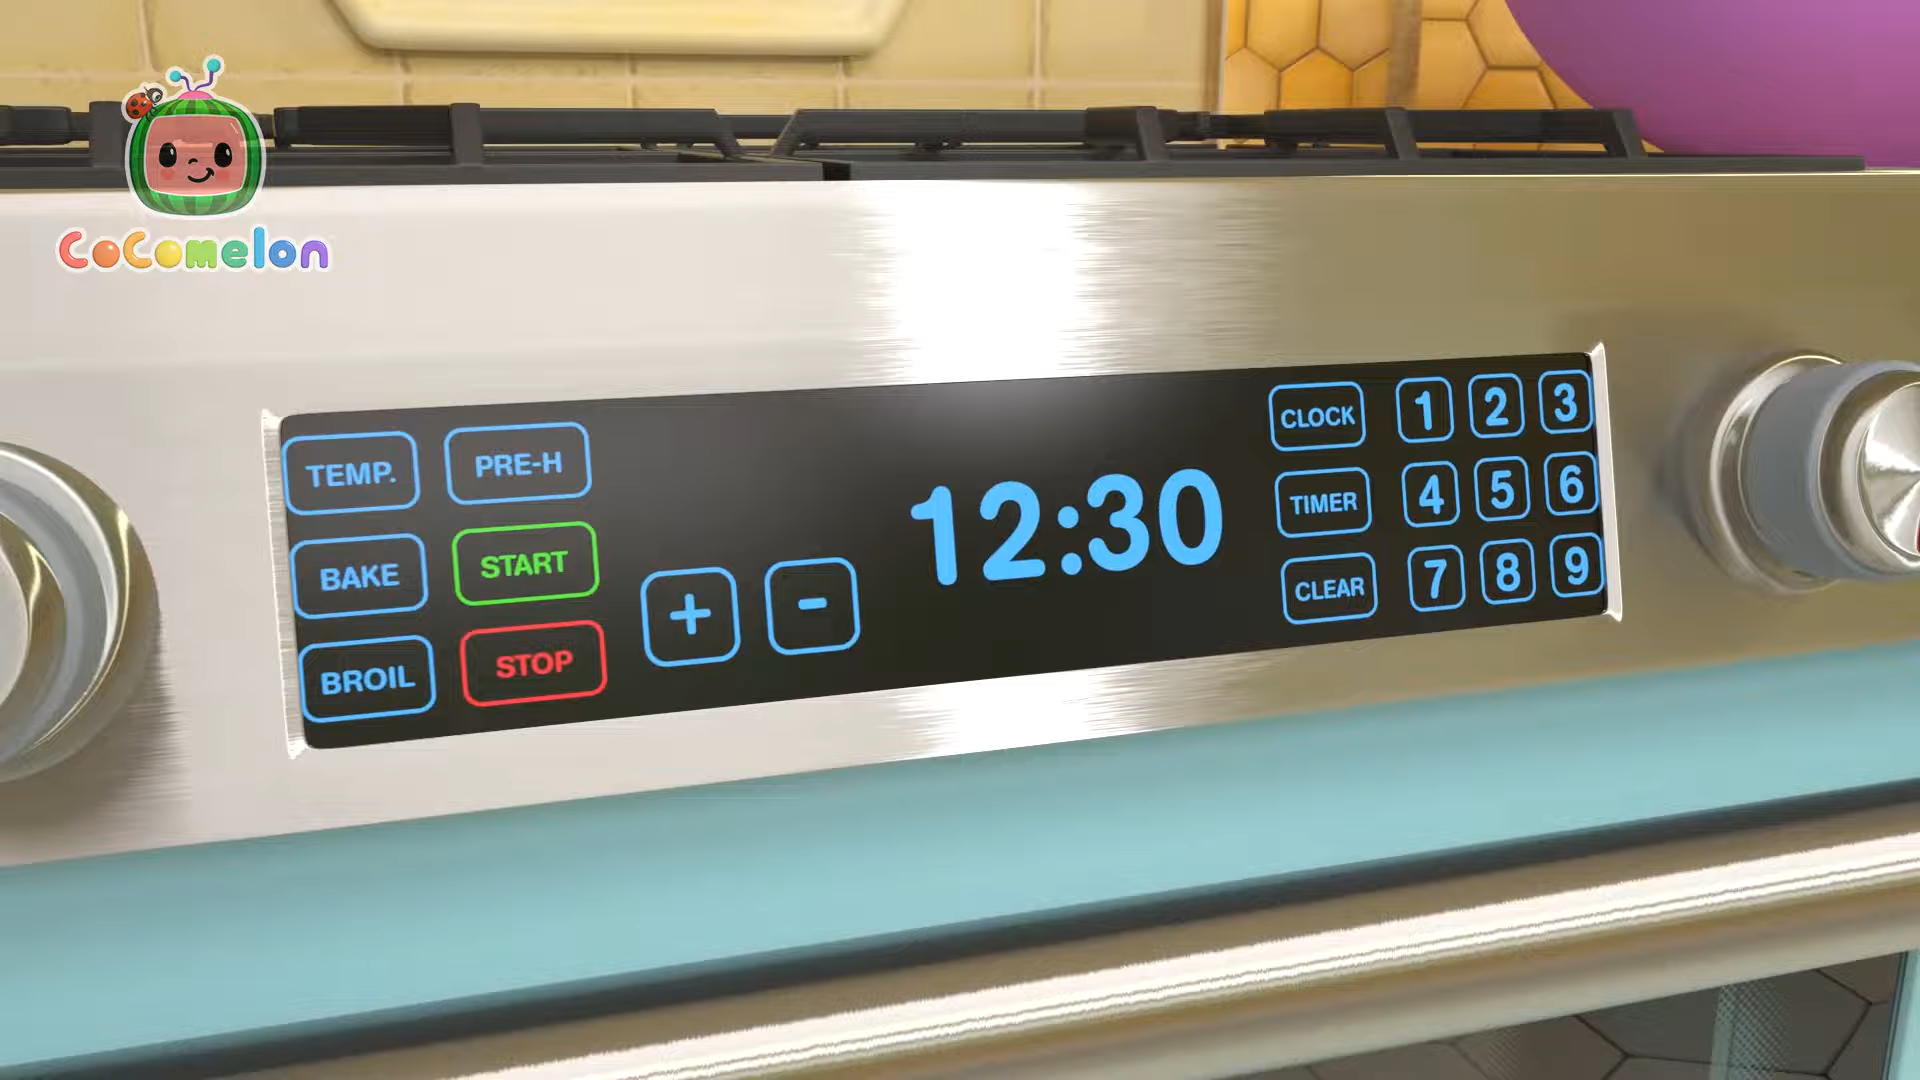 CoComelon
TEMP.
PRE-H
BAKE
START
BROIL
STOP
+
-
12:30
CLOCK
1 2 3
TIMER
4 5 6
CLEAR
7 8 9